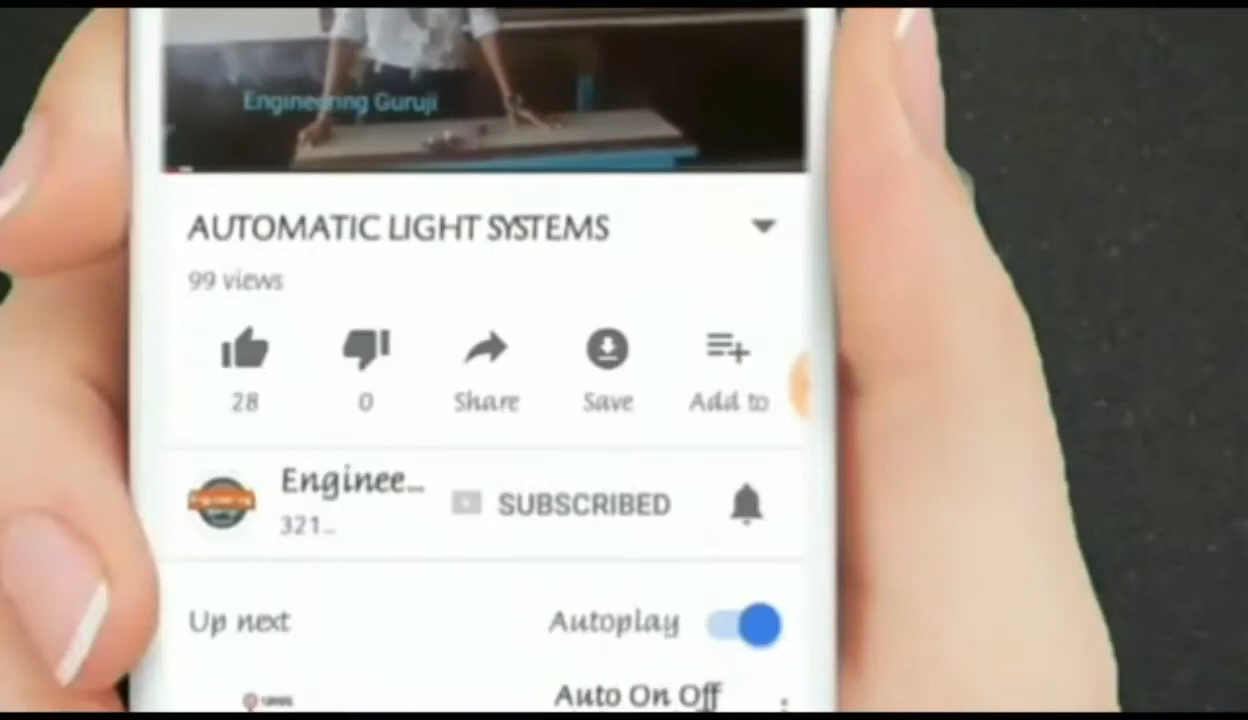 Engineering Guruji
AUTOMATIC LIGHT SYSTEMS
99 views
28
0
Share
Save
Add to
Enginee...
321...
SUBSCRIBED
Up next
Autoplay
Auto On Off